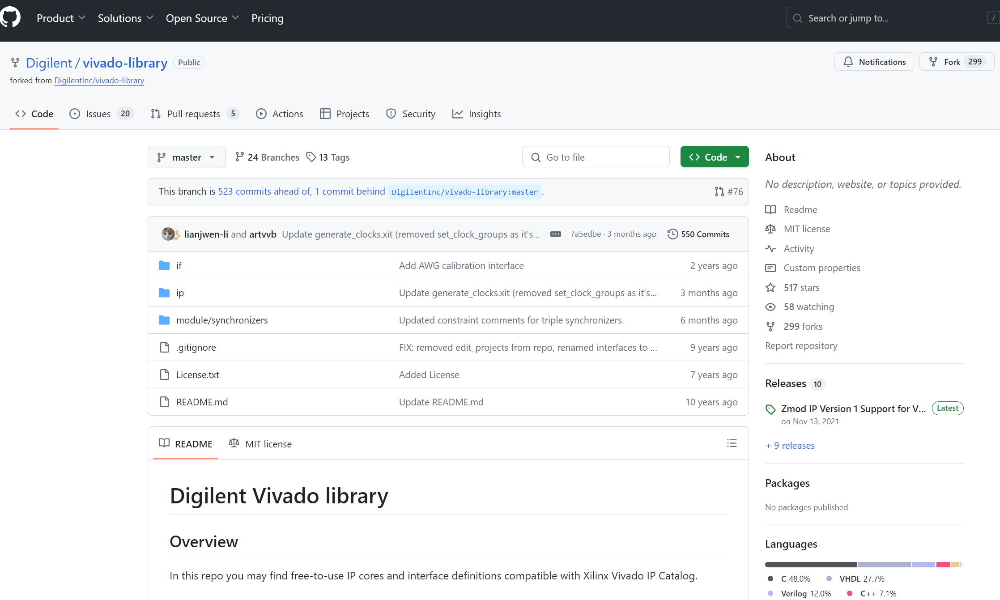 Product Solutions Open Source Pricing Search or jump to... /
Digilent / vivado-library Public Notifications Fork 299
forked from DigilentInc/vivado-library
Code Issues 20 Pull requests 5 Actions Projects Security Insights
master 24 Branches 13 Tags Go to file Code
This branch is 523 commits ahead of, 1 commit behind DigilentInc/vivado-library:master . #76
lianjwen-li and artvvb Update generate_clocks.xit (removed set_clock_groups as it's... 7a5edbe · 3 months ago 550 Commits
if Add AWG calibration interface 2 years ago
ip Update generate_clocks.xit (removed set_clock_groups as it's... 3 months ago
module/synchronizers Updated constraint comments for triple synchronizers. 6 months ago
.gitignore FIX: removed edit_projects from repo, renamed interfaces to ... 9 years ago
License.txt Added License 7 years ago
README.md Update README.md 10 years ago
README MIT license
Digilent Vivado library
Overview
In this repo you may find free-to-use IP cores and interface definitions compatible with Xilinx Vivado IP Catalog.
About
No description, website, or topics provided.
Readme
MIT license
Activity
Custom properties
517 stars
58 watching
299 forks
Report repository
Releases 10
Zmod IP Version 1 Support for V... Latest
on Nov 13, 2021
+ 9 releases
Packages
No packages published
Languages
C 48.0% VHDL 27.7%
Verilog 12.0% C++ 7.1%